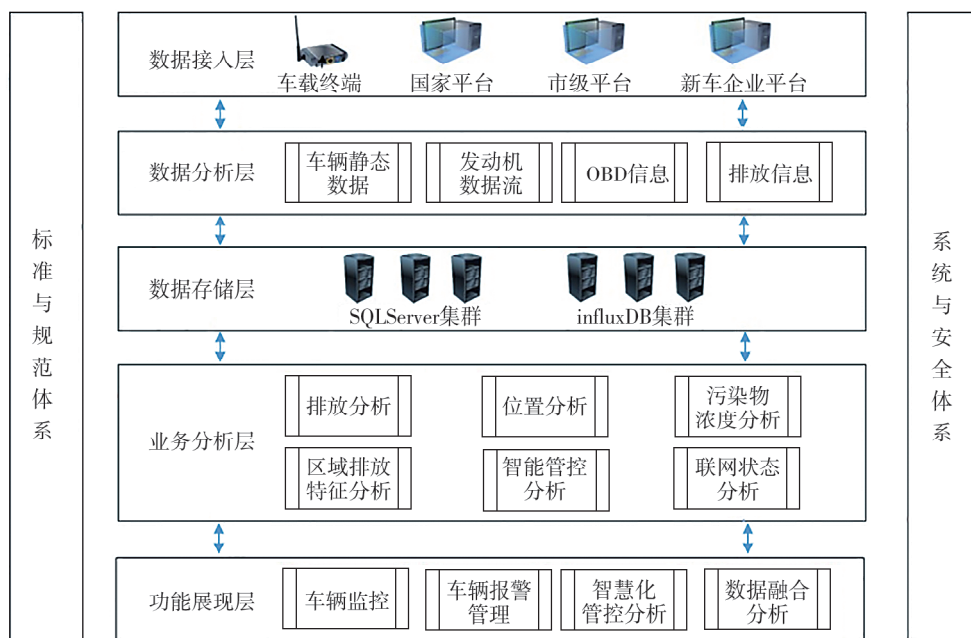 标准与规范体系
数据接入层
车载终端
国家平台
市级平台
新车企业平台
数据分析层
车辆静态
数据
发动机
数据流
OBD信息
排放信息
数据存储层
SQLServer集群
influxDB集群
业务分析层
排放分析
位置分析
污染物
浓度分析
区域排放
特征分析
智能管控
分析
联网状态
分析
功能展现层
车辆监控
车辆报警
管理
智慧化
管控分析
数据融合
分析
系统与安全体系